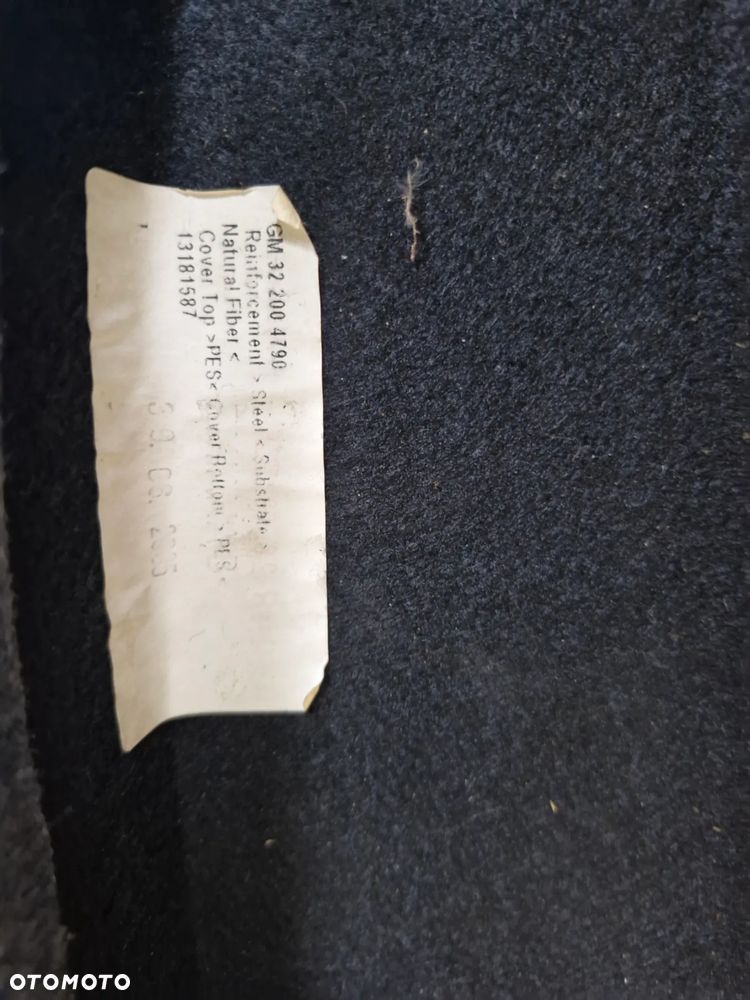 GM 32 200 4790
Reinforcement > Steel < Substrate >
Natural Fiber <
Cover Top >PES< Cover Bottom > PES <
13181587
OTOMOTO